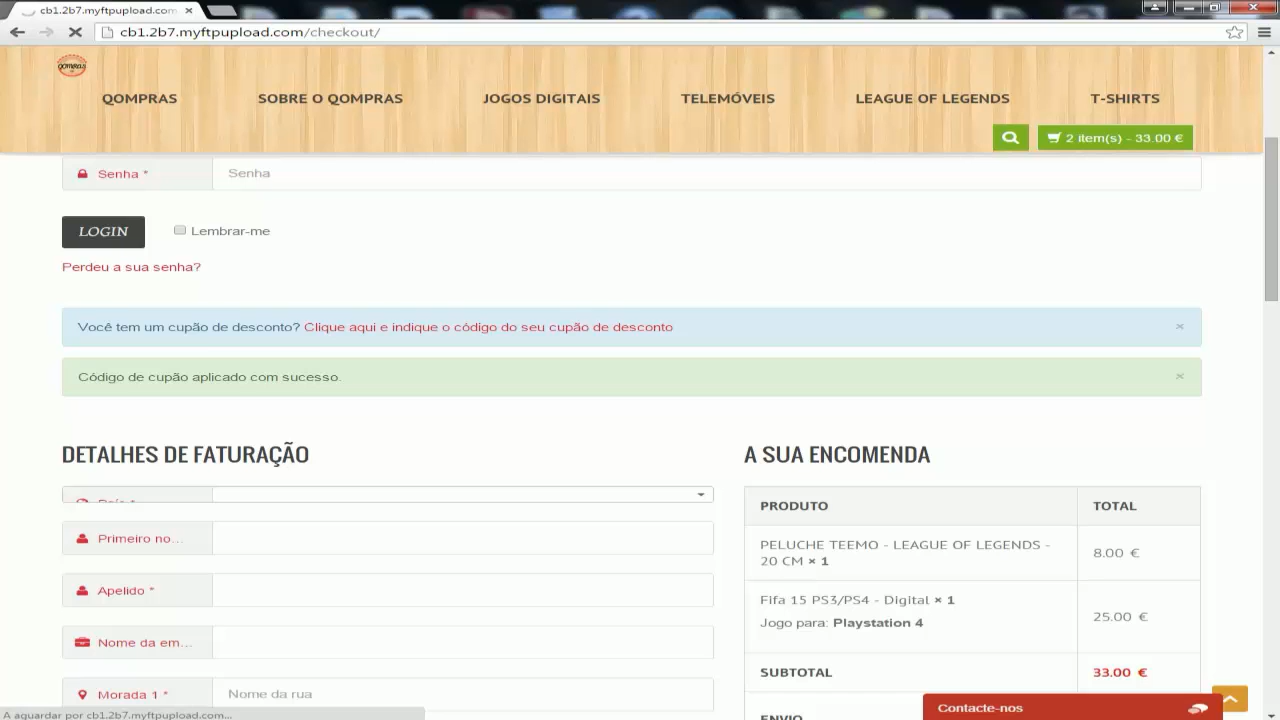 cb1.2b7.myftpupload.com
cb1.2b7.myftpupload.com/checkout/
QOMPRAS
QOMPRAS SOBRE O QOMPRAS JOGOS DIGITAIS TELEMÓVEIS LEAGUE OF LEGENDS T-SHIRTS
2 item(s) - 33.00 €
Senha * Senha
LOGIN Lembrar-me
Perdeu a sua senha?
Você tem um cupão de desconto? Clique aqui e indique o código do seu cupão de desconto ×
Código de cupão aplicado com sucesso. ×
DETALHES DE FATURAÇÃO
País *
Primeiro no...
Apelido *
Nome da em...
Morada 1 * Nome da rua
A SUA ENCOMENDA
PRODUTO TOTAL
PELUCHE TEEMO - LEAGUE OF LEGENDS -
20 CM × 1 8.00 €
Fifa 15 PS3/PS4 - Digital × 1
Jogo para: Playstation 4 25.00 €
SUBTOTAL 33.00 €
ENVIO
Contacte-nos
A aguardar por cb1.2b7.myftpupload.com...